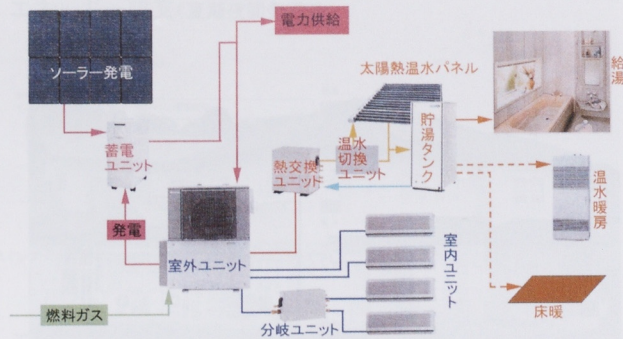 電力供給
ソーラー発電
太陽熱温水パネル
給湯
蓄電
ユニット
温水
切換
ユニット
貯湯タンク
熱交換
ユニット
温水暖房
発電
室外ユニット
室内ユニット
燃料ガス
分岐ユニット
床暖